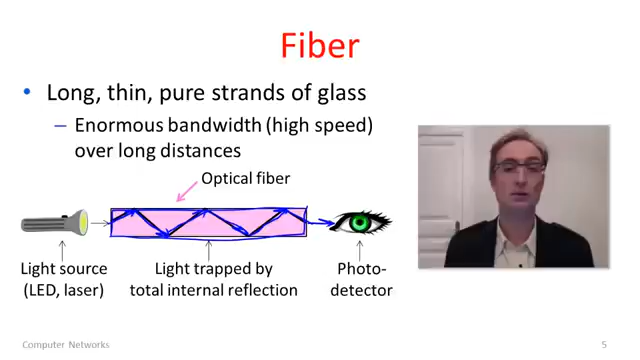 Fiber
• Long, thin, pure strands of glass
– Enormous bandwidth (high speed)
over long distances
Optical fiber
Light source
(LED, laser)
Light trapped by
total internal reflection
Photo-
detector
Computer Networks
5